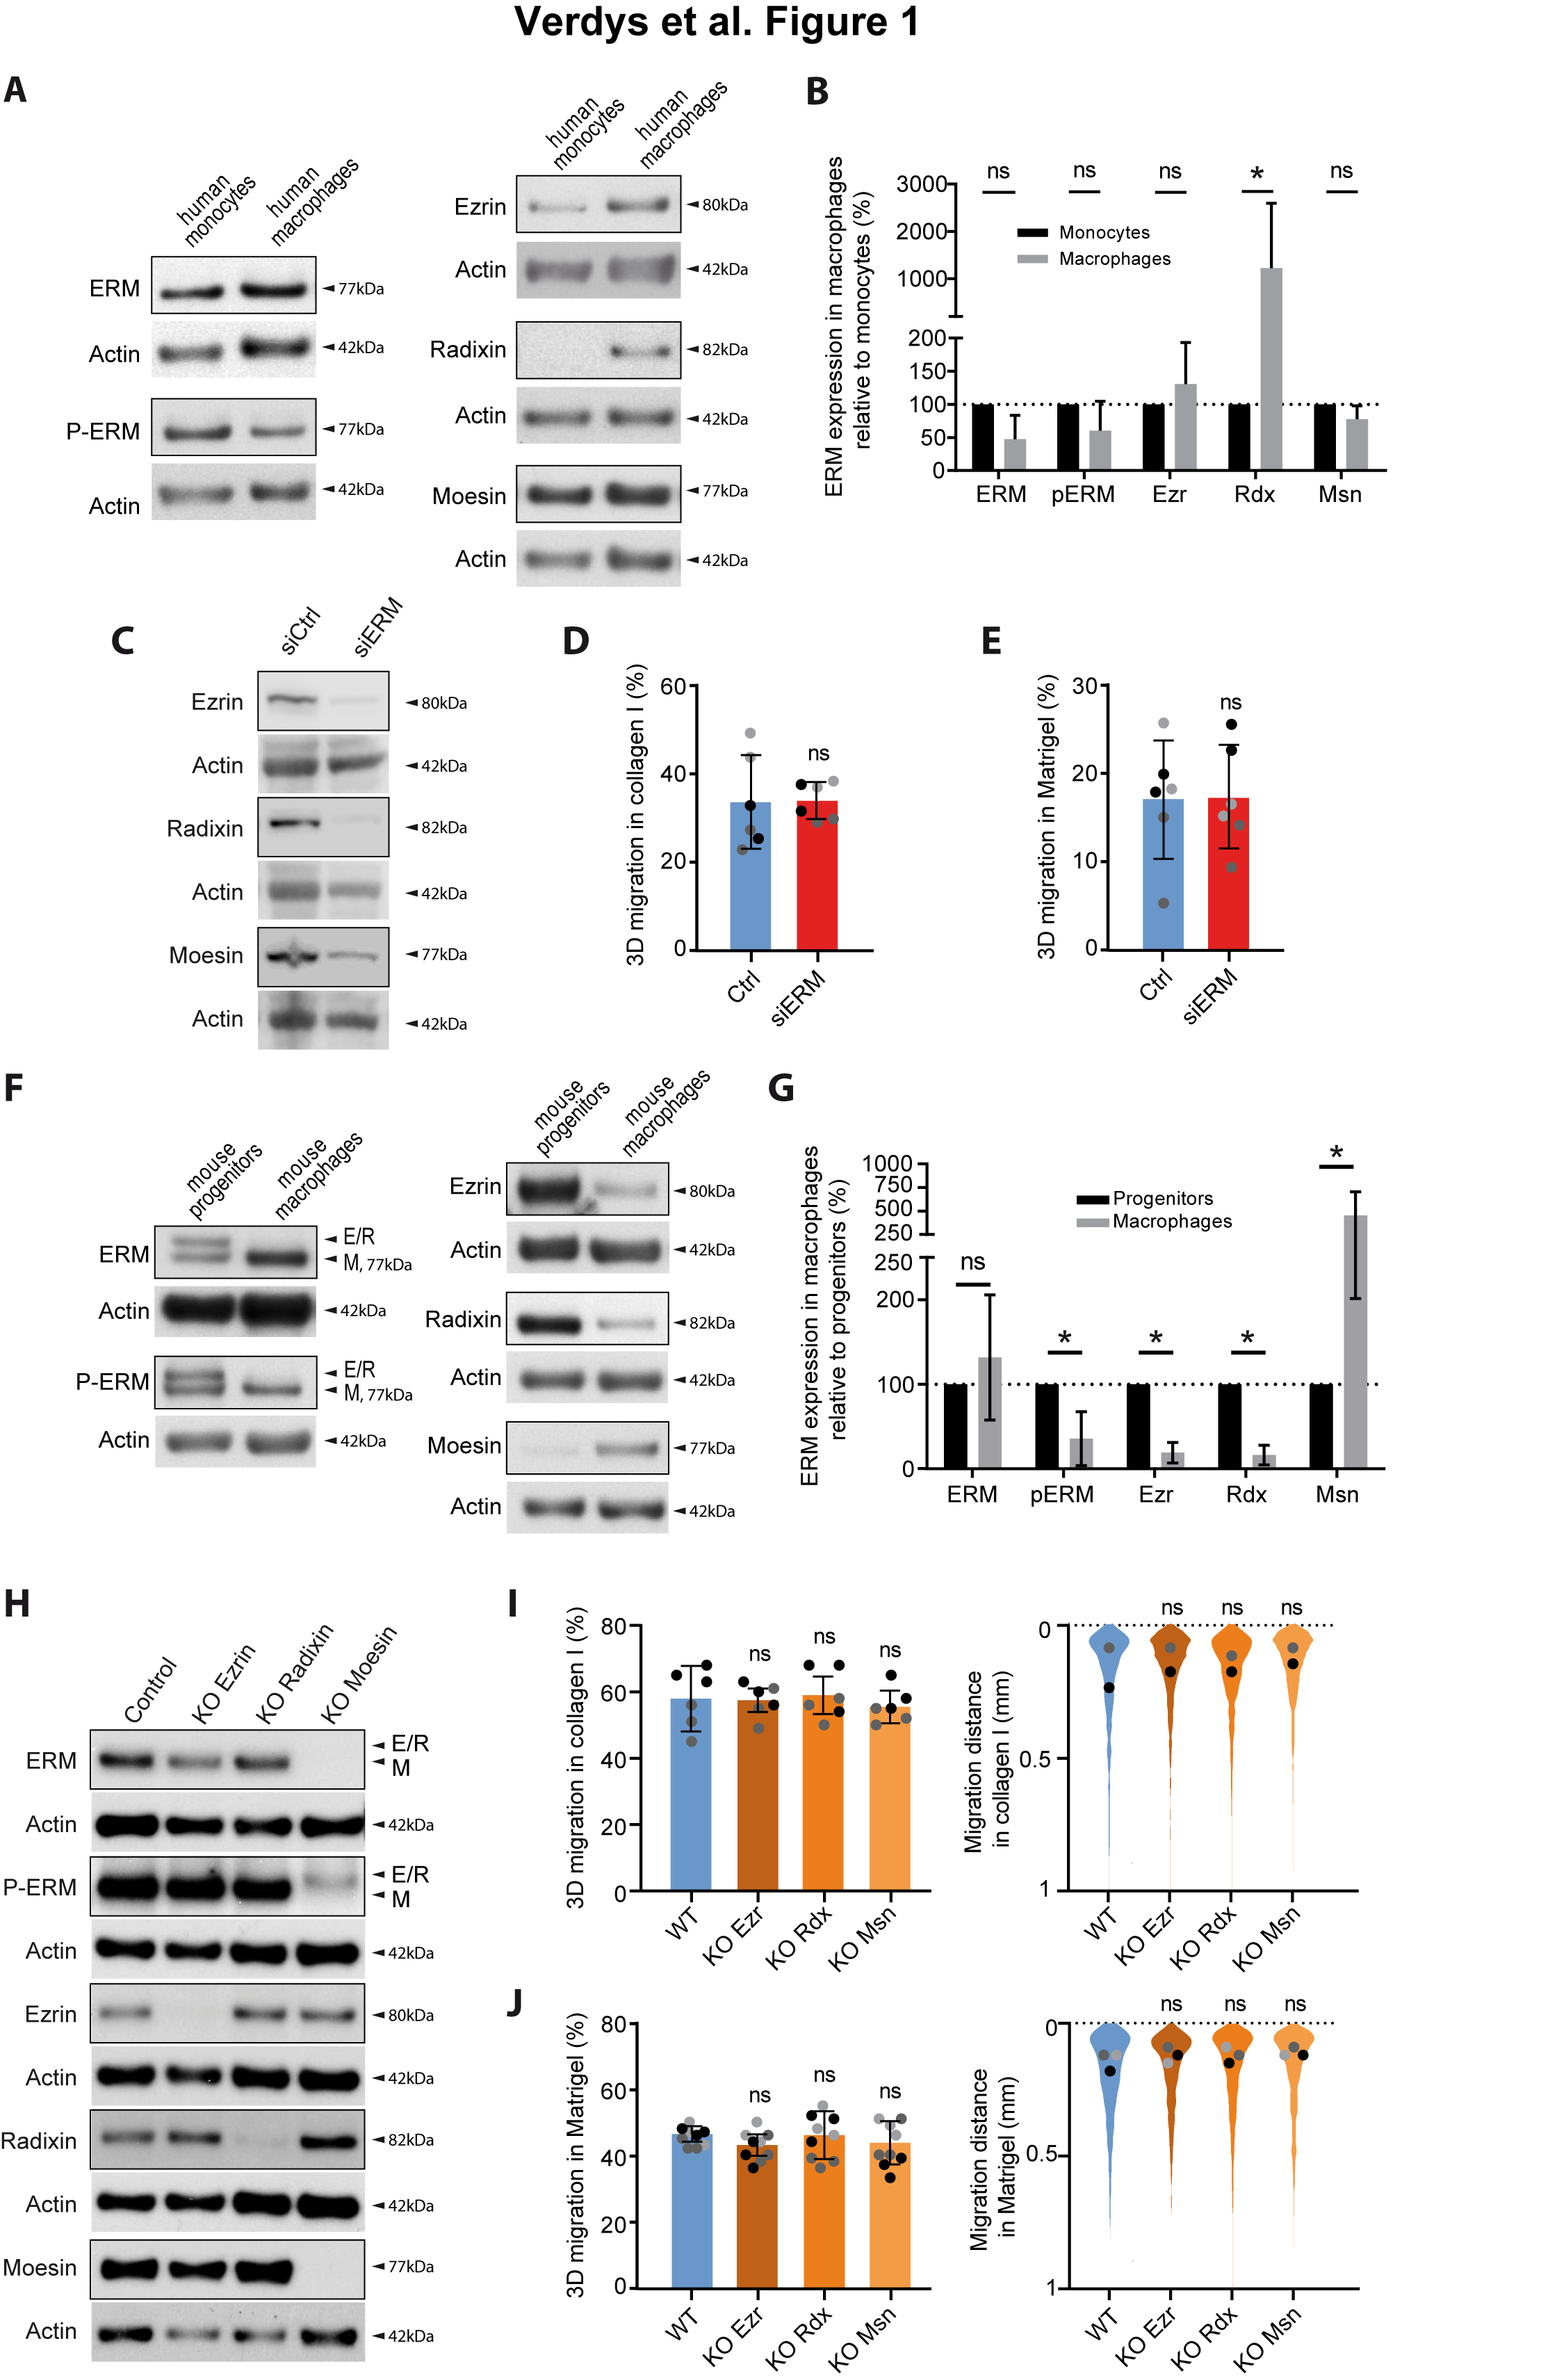 Verdys et al. Figure 1
A
human
monocytes
human
macrophages
ERM
77kDa
Actin
42kDa
P-ERM
77kDa
Actin
42kDa
human
monocytes
human
macrophages
Ezrin
80kDa
Actin
42kDa
Radixin
82kDa
Actin
42kDa
Moesin
77kDa
Actin
42kDa
B
ERM expression in macrophages
relative to monocytes (%)
3000
2000
1000
200
150
100
50
0
ns
ns
ns
*
ns
Monocytes
Macrophages
ERM
pERM
Ezr
Rdx
Msn
C
siCtrl
siERM
Ezrin
80kDa
Actin
42kDa
Radixin
82kDa
Actin
42kDa
Moesin
77kDa
Actin
42kDa
D
3D migration in collagen I (%)
60
40
20
0
ns
Ctrl
siERM
E
3D migration in Matrigel (%)
30
20
10
0
ns
Ctrl
siERM
F
mouse
progenitors
mouse
macrophages
ERM
E/R
M, 77kDa
Actin
42kDa
P-ERM
E/R
M, 77kDa
Actin
42kDa
mouse
progenitors
mouse
macrophages
Ezrin
80kDa
Actin
42kDa
Radixin
82kDa
Actin
42kDa
Moesin
77kDa
Actin
42kDa
G
ERM expression in macrophages
relative to progenitors (%)
1000
750
500
250
250
200
100
0
ns
*
*
*
*
Progenitors
Macrophages
ERM
pERM
Ezr
Rdx
Msn
H
Control
KO Ezrin
KO Radixin
KO Moesin
ERM
E/R
M
Actin
42kDa
P-ERM
E/R
M
Actin
42kDa
Ezrin
80kDa
Actin
42kDa
Radixin
82kDa
Actin
42kDa
Moesin
77kDa
Actin
42kDa
I
3D migration in collagen I (%)
80
60
40
20
0
ns
ns
ns
WT
KO Ezr
KO Rdx
KO Msn
Migration distance
in collagen I (mm)
0
0.5
1
ns
ns
ns
WT
KO Ezr
KO Rdx
KO Msn
J
3D migration in Matrigel (%)
80
60
40
20
0
ns
ns
ns
WT
KO Ezr
KO Rdx
KO Msn
Migration distance
in Matrigel (mm)
0
0.5
1
ns
ns
ns
WT
KO Ezr
KO Rdx
KO Msn